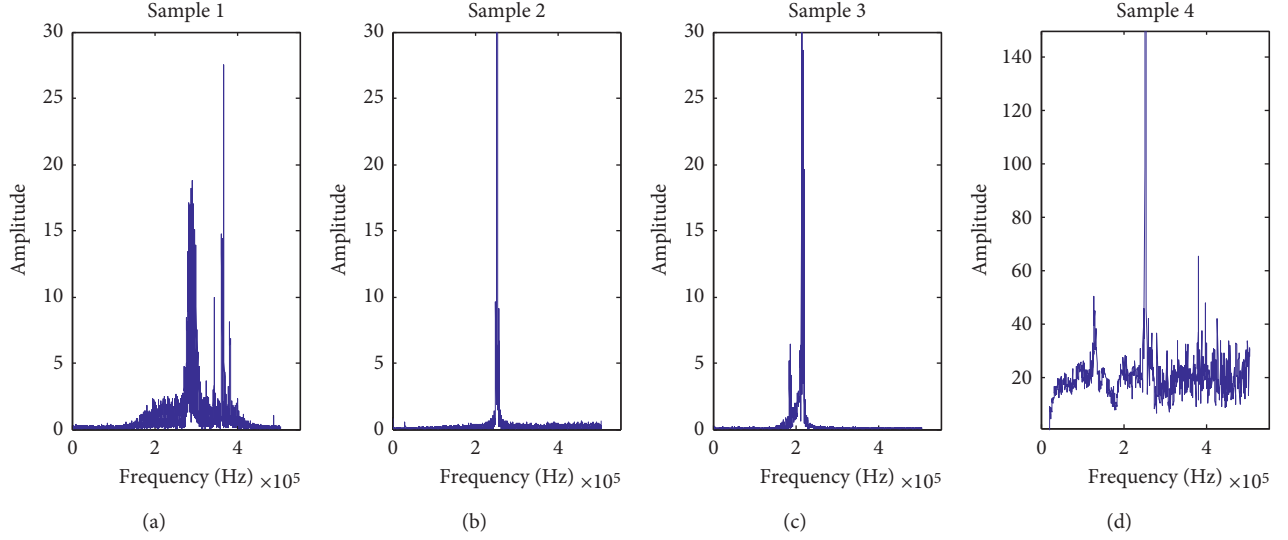 Sample 1
30
25
20
15
10
5
0
Amplitude
0 2 4
Frequency (Hz) ×10⁵
(a)
Sample 2
30
25
20
15
10
5
0
Amplitude
0 2 4
Frequency (Hz) ×10⁵
(b)
Sample 3
30
25
20
15
10
5
0
Amplitude
0 2 4
Frequency (Hz) ×10⁵
(c)
Sample 4
140
120
100
80
60
40
20
Amplitude
0 2 4
Frequency (Hz) ×10⁵
(d)